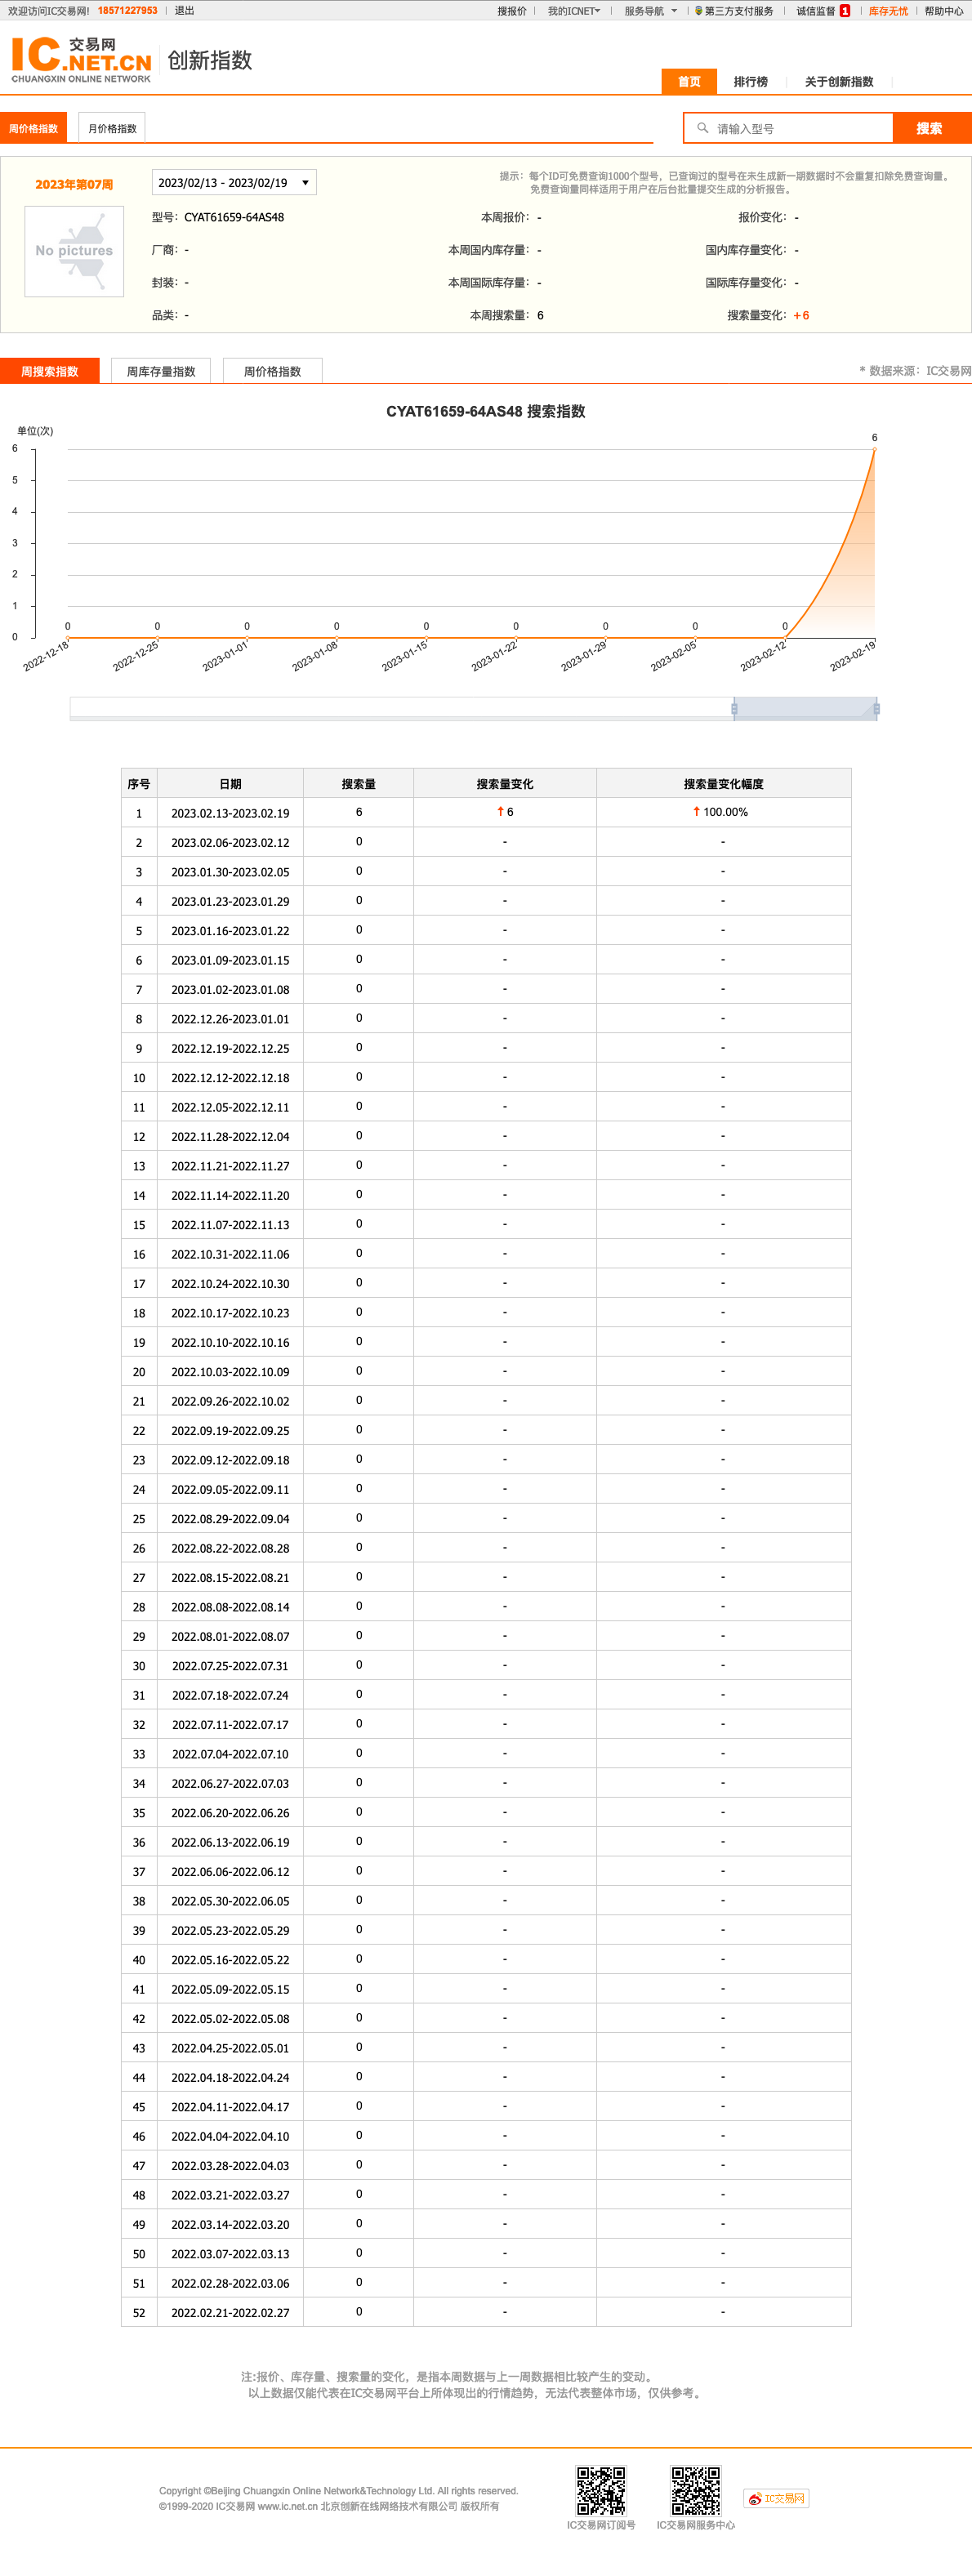 欢迎访问IC交易网! 18571227953 退出 搜报价 我的ICNET 服务导航 第三方支付服务 诚信监督 1 库存无忧 帮助中心
IC 交易网 .NET.CN CHUANGXIN ONLINE NETWORK 创新指数
首页 排行榜 关于创新指数
周价格指数 月价格指数 请输入型号 搜索
2023年第07周 2023/02/13 - 2023/02/19 提示：每个ID可免费查询1000个型号，已查询过的型号在未生成新一期数据时不会重复扣除免费查询量。
免费查询量同样适用于用户在后台批量提交生成的分析报告。
No pictures
型号：CYAT61659-64AS48 本周报价：- 报价变化：-
厂商：- 本周国内库存量：- 国内库存量变化：-
封装：- 本周国际库存量：- 国际库存量变化：-
品类：- 本周搜索量：6 搜索量变化：+6
周搜索指数 周库存量指数 周价格指数 * 数据来源：IC交易网
CYAT61659-64AS48 搜索指数
单位(次)
6
5
4
3
2
1
0
0 0 0 0 0 0 0 0 0 6
2022-12-18 2022-12-25 2023-01-01 2023-01-08 2023-01-15 2023-01-22 2023-01-29 2023-02-05 2023-02-12 2023-02-19
序号 日期 搜索量 搜索量变化 搜索量变化幅度
1 2023.02.13-2023.02.19 6 ↑ 6 ↑ 100.00%
2 2023.02.06-2023.02.12 0 - -
3 2023.01.30-2023.02.05 0 - -
4 2023.01.23-2023.01.29 0 - -
5 2023.01.16-2023.01.22 0 - -
6 2023.01.09-2023.01.15 0 - -
7 2023.01.02-2023.01.08 0 - -
8 2022.12.26-2023.01.01 0 - -
9 2022.12.19-2022.12.25 0 - -
10 2022.12.12-2022.12.18 0 - -
11 2022.12.05-2022.12.11 0 - -
12 2022.11.28-2022.12.04 0 - -
13 2022.11.21-2022.11.27 0 - -
14 2022.11.14-2022.11.20 0 - -
15 2022.11.07-2022.11.13 0 - -
16 2022.10.31-2022.11.06 0 - -
17 2022.10.24-2022.10.30 0 - -
18 2022.10.17-2022.10.23 0 - -
19 2022.10.10-2022.10.16 0 - -
20 2022.10.03-2022.10.09 0 - -
21 2022.09.26-2022.10.02 0 - -
22 2022.09.19-2022.09.25 0 - -
23 2022.09.12-2022.09.18 0 - -
24 2022.09.05-2022.09.11 0 - -
25 2022.08.29-2022.09.04 0 - -
26 2022.08.22-2022.08.28 0 - -
27 2022.08.15-2022.08.21 0 - -
28 2022.08.08-2022.08.14 0 - -
29 2022.08.01-2022.08.07 0 - -
30 2022.07.25-2022.07.31 0 - -
31 2022.07.18-2022.07.24 0 - -
32 2022.07.11-2022.07.17 0 - -
33 2022.07.04-2022.07.10 0 - -
34 2022.06.27-2022.07.03 0 - -
35 2022.06.20-2022.06.26 0 - -
36 2022.06.13-2022.06.19 0 - -
37 2022.06.06-2022.06.12 0 - -
38 2022.05.30-2022.06.05 0 - -
39 2022.05.23-2022.05.29 0 - -
40 2022.05.16-2022.05.22 0 - -
41 2022.05.09-2022.05.15 0 - -
42 2022.05.02-2022.05.08 0 - -
43 2022.04.25-2022.05.01 0 - -
44 2022.04.18-2022.04.24 0 - -
45 2022.04.11-2022.04.17 0 - -
46 2022.04.04-2022.04.10 0 - -
47 2022.03.28-2022.04.03 0 - -
48 2022.03.21-2022.03.27 0 - -
49 2022.03.14-2022.03.20 0 - -
50 2022.03.07-2022.03.13 0 - -
51 2022.02.28-2022.03.06 0 - -
52 2022.02.21-2022.02.27 0 - -
注:报价、库存量、搜索量的变化，是指本周数据与上一周数据相比较产生的变动。
以上数据仅能代表在IC交易网平台上所体现出的行情趋势，无法代表整体市场，仅供参考。
Copyright ©Beijing Chuangxin Online Network&Technology Ltd. All rights reserved.
©1999-2020 IC交易网 www.ic.net.cn 北京创新在线网络技术有限公司 版权所有
IC交易网订阅号 IC交易网服务中心 IC交易网